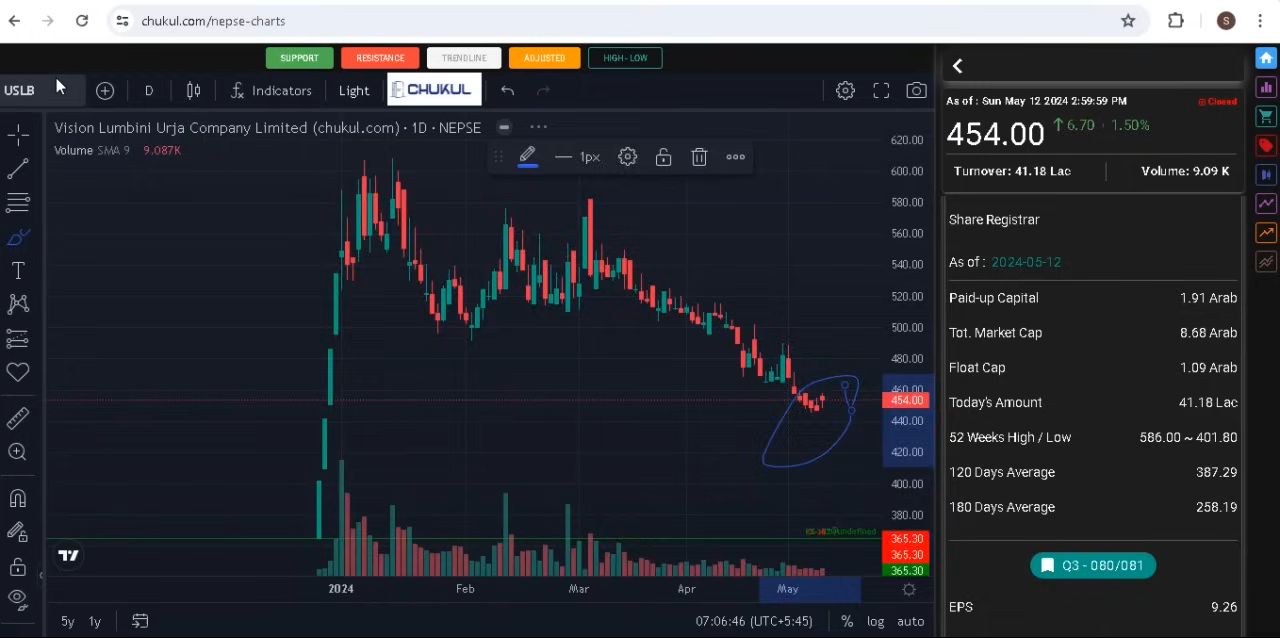 chukul.com/nepse-charts
S
SUPPORT RESISTANCE TRENDLINE ADJUSTED HIGH-LOW
USLB D Indicators Light CHUKUL
Vision Lumbini Urja Company Limited (chukul.com) · 1D · NEPSE
Volume SMA 9 9.087K
1px
620.00
600.00
580.00
560.00
540.00
520.00
500.00
480.00
460.00
454.00
440.00
420.00
400.00
380.00
365.30
365.30
365.30
2024 Feb Mar Apr May
5y 1y 07:06:46 (UTC+5:45) % log auto
As of : Sun May 12 2024 2:59:59 PM Closed
454.00 ↑ 6.70 · 1.50%
Turnover: 41.18 Lac Volume: 9.09 K
Share Registrar
As of : 2024-05-12
Paid-up Capital 1.91 Arab
Tot. Market Cap 8.68 Arab
Float Cap 1.09 Arab
Today's Amount 41.18 Lac
52 Weeks High / Low 586.00 ~ 401.80
120 Days Average 387.29
180 Days Average 258.19
Q3 - 080/081
EPS 9.26